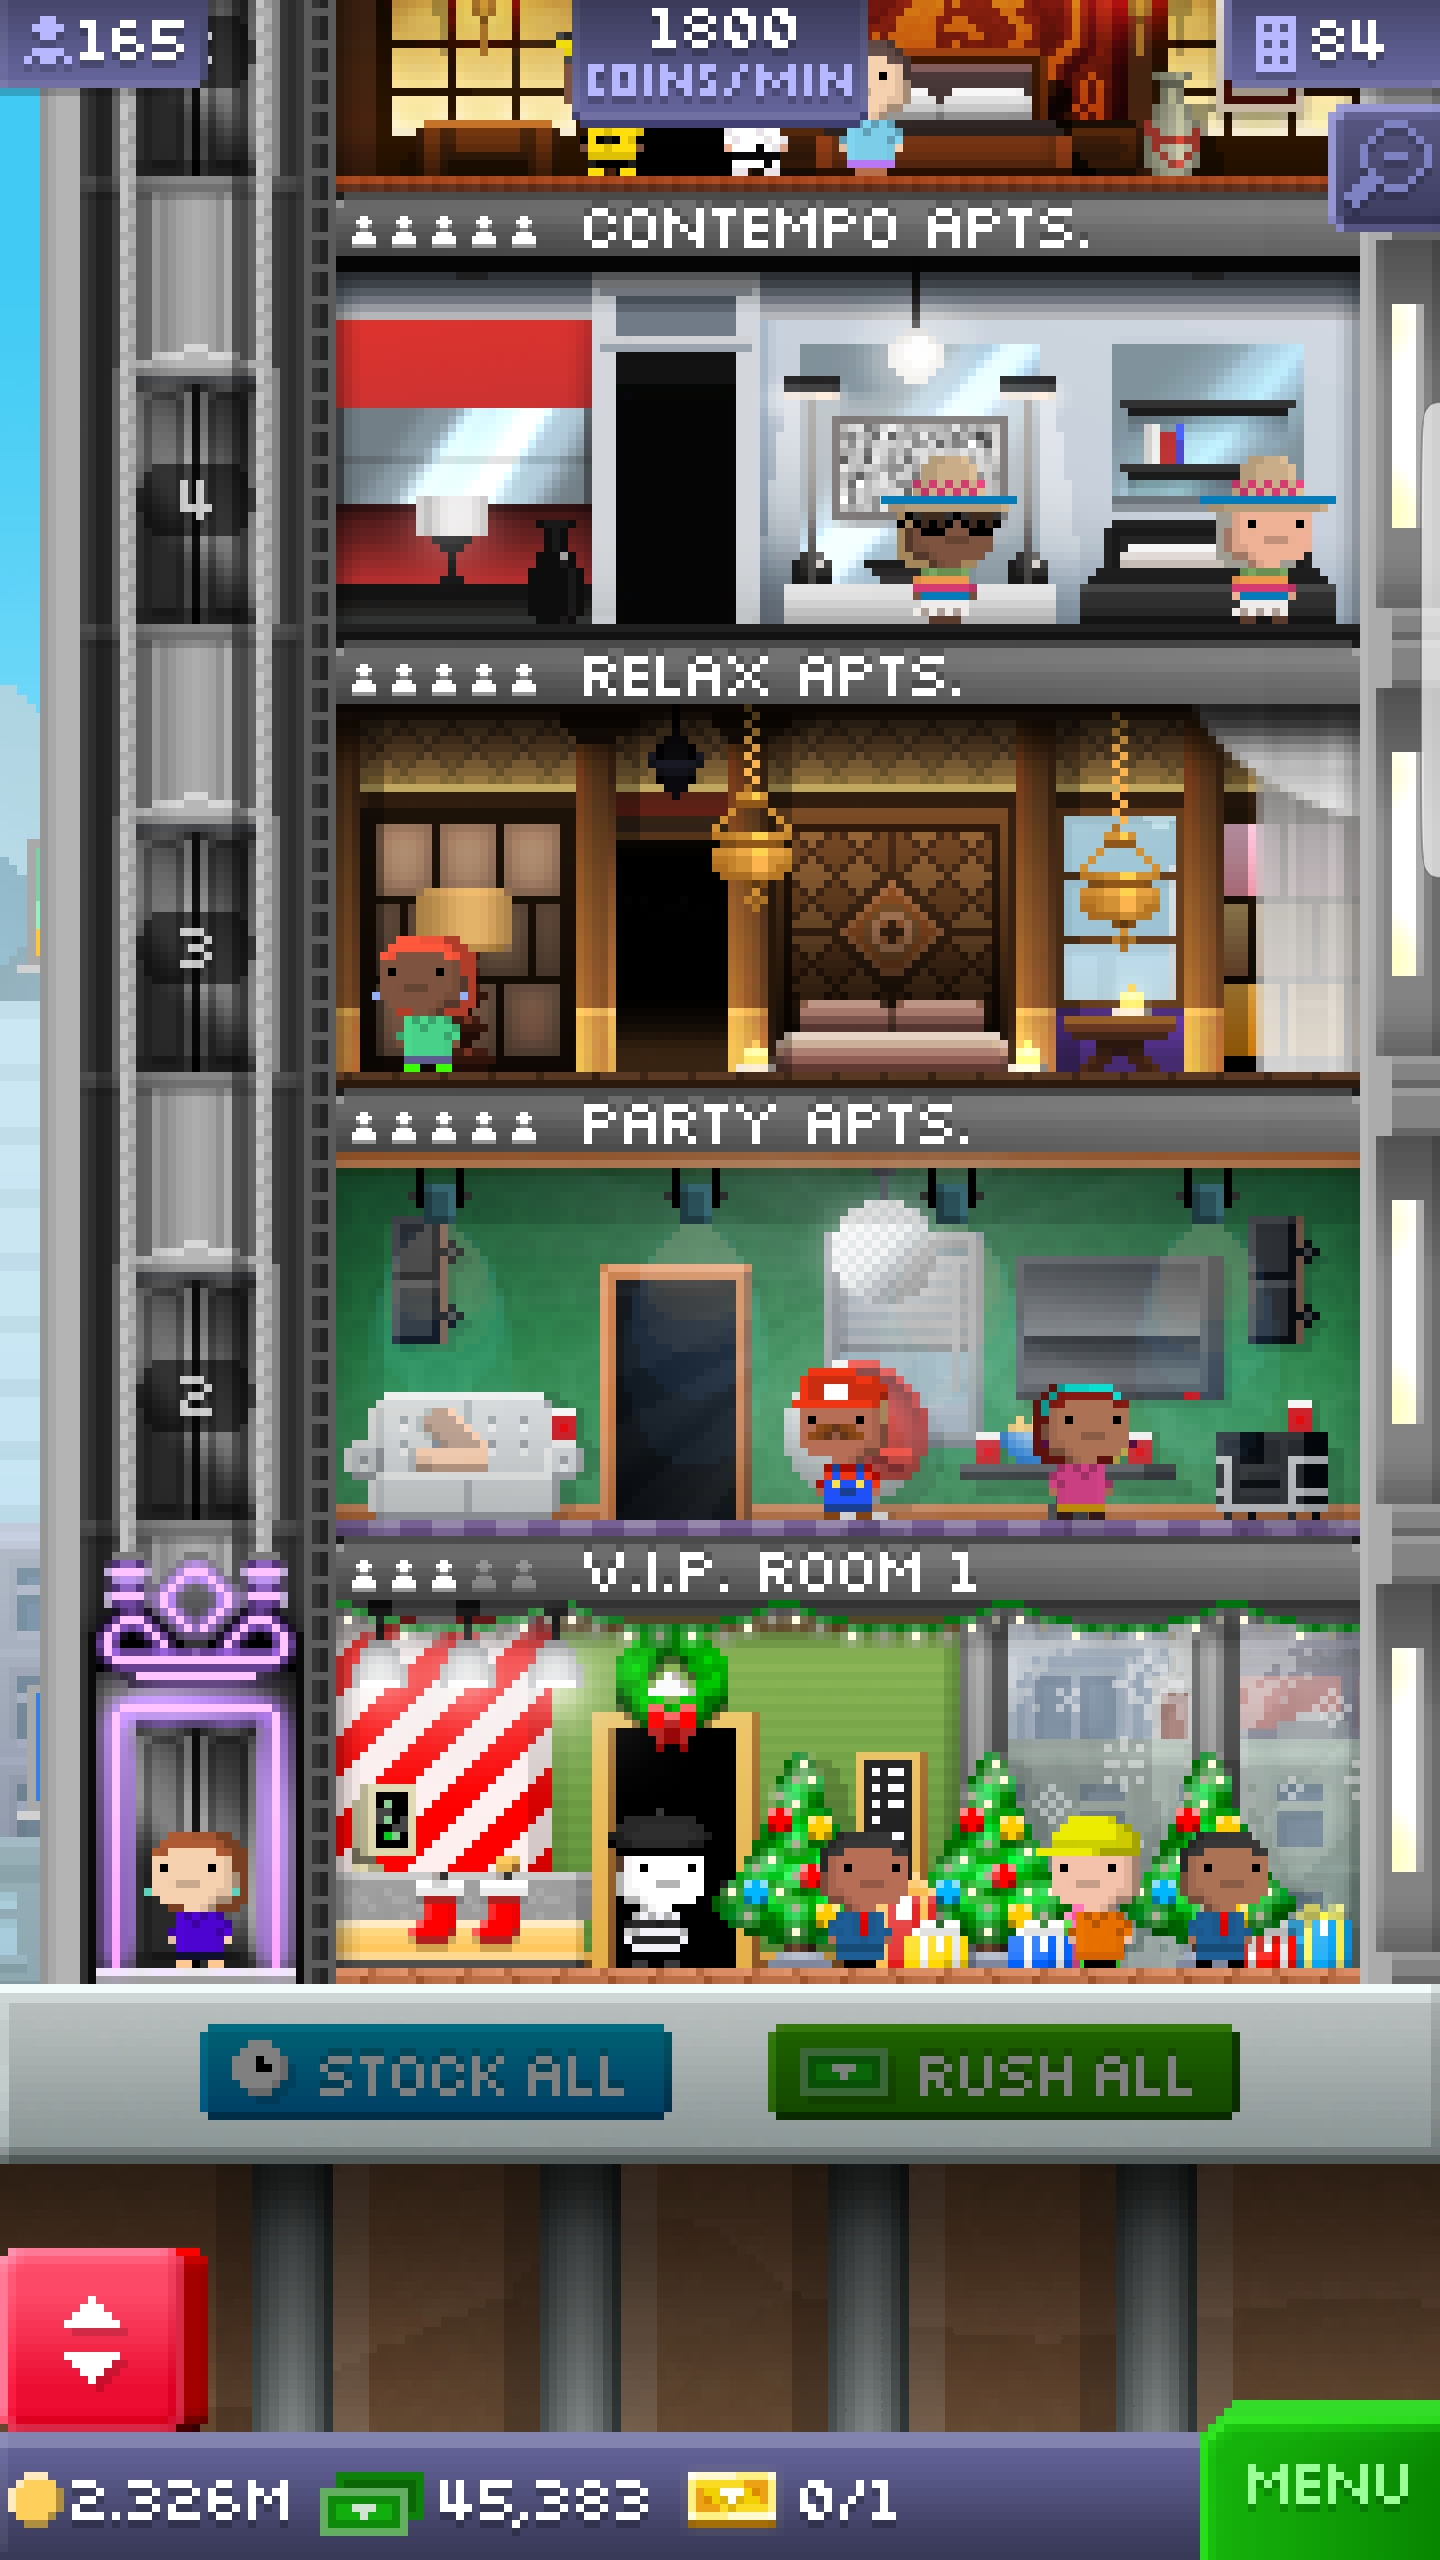 165
1800
COINS/MIN
84
CONTEMPO APTS.
4
RELAX APTS.
3
PARTY APTS.
2
V.I.P. ROOM 1
STOCK ALL
RUSH ALL
2.326M
45,383
0/1
MENU